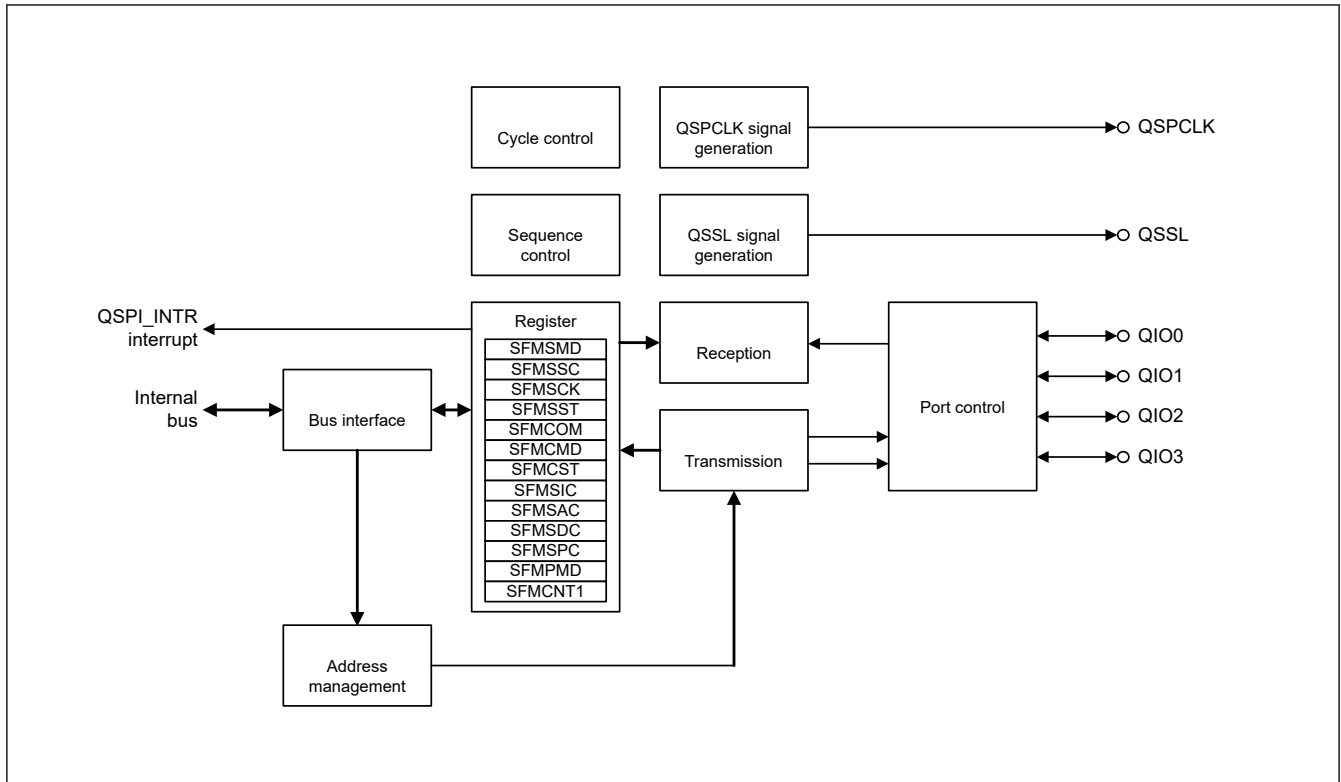 Cycle control
QSPCLK signal
generation
QSPCLK
Sequence
control
QSSL signal
generation
QSSL
QSPI_INTR
interrupt
Internal
bus
Bus interface
Register
SFMSMD
SFMSSC
SFMSCK
SFMSST
SFMCOM
SFMCMD
SFMCST
SFMSIC
SFMSAC
SFMSDC
SFMSPC
SFMPMD
SFMCNT1
Reception
Transmission
Port control
QIO0
QIO1
QIO2
QIO3
Address
management